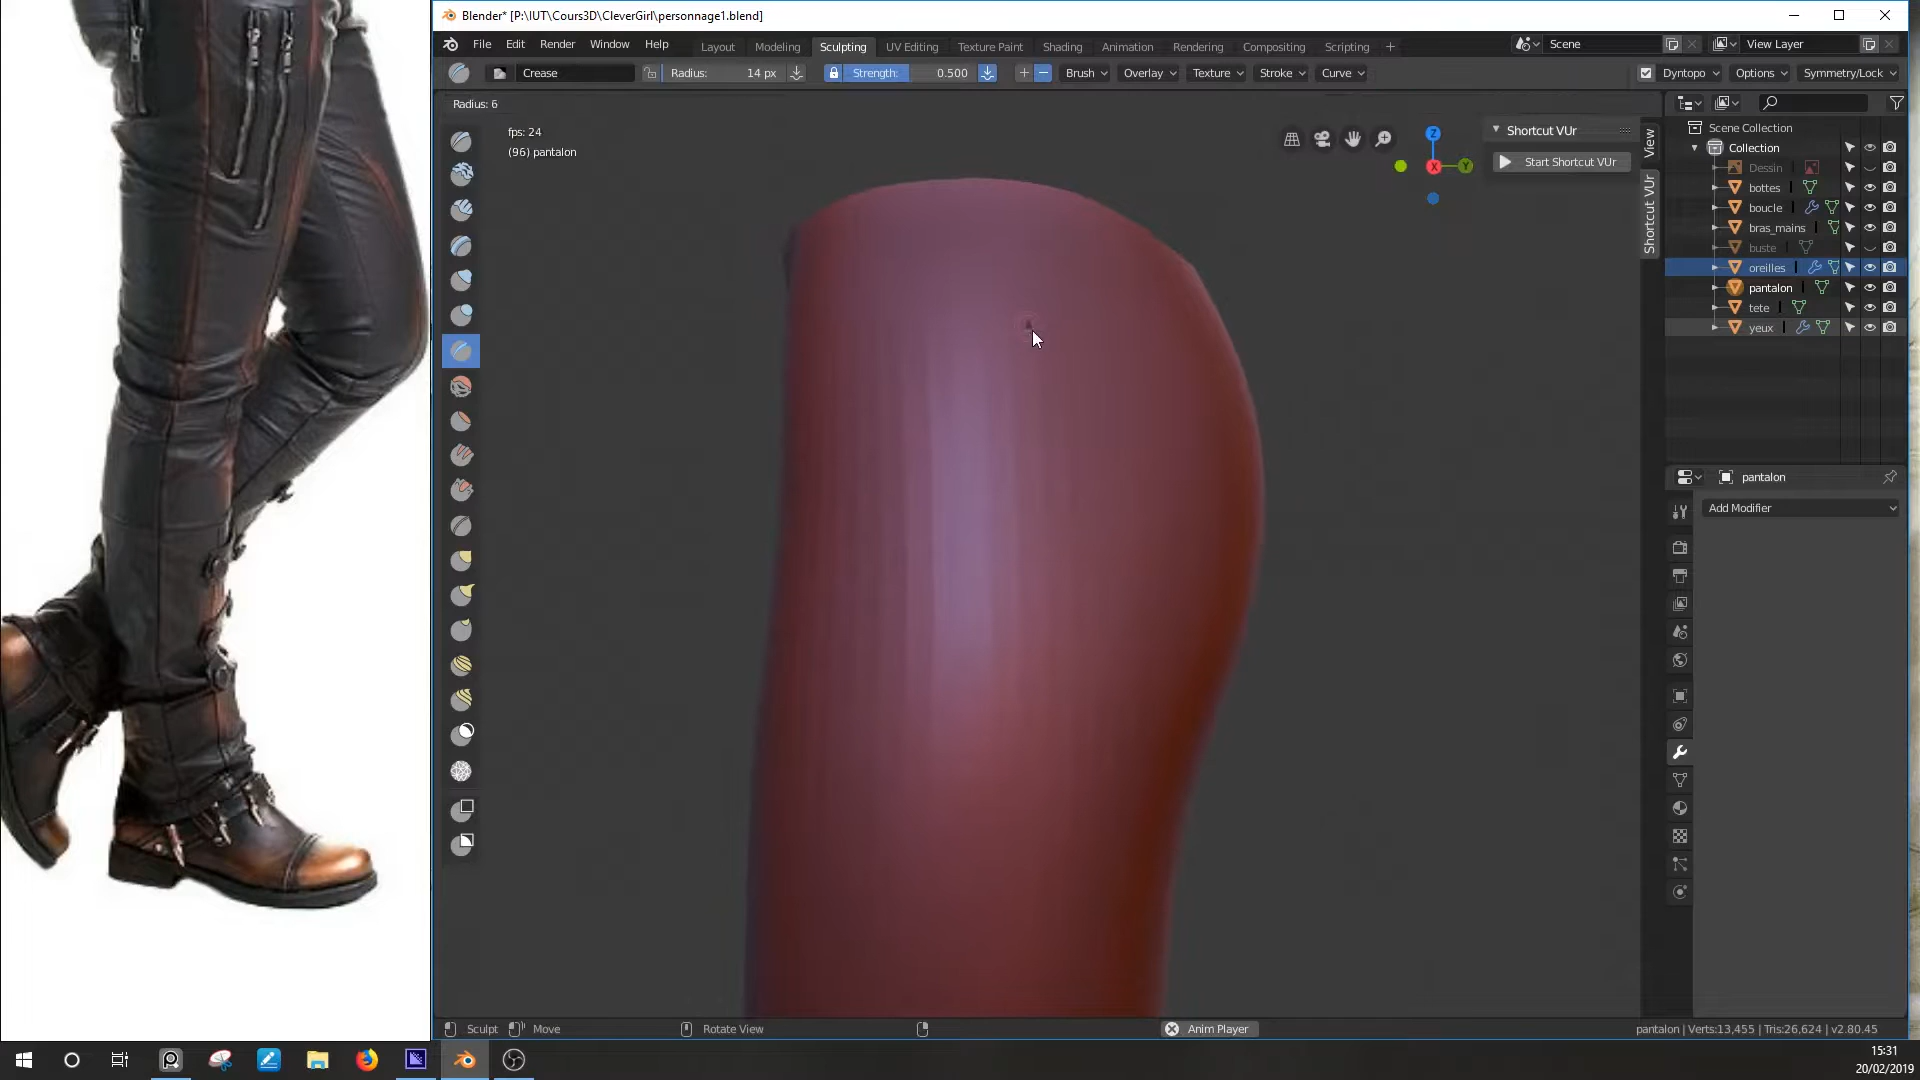 Blender* [P:\IUT\Cours3D\CleverGirl\personnage1.blend]
File Edit Render Window Help Layout Modeling Sculpting UV Editing Texture Paint Shading Animation Rendering Compositing Scripting + Scene View Layer
Crease Radius: 14 px Strength: 0.500 Brush Overlay Texture Stroke Curve Dyntopo Options Symmetry/Lock
Radius: 6
fps: 24
(96) pantalon
Z
X
Y
Shortcut VUr
Start Shortcut VUr
View
Shortcut VUr
Scene Collection
Collection
Dessin
bottes
boucle
bras_mains
buste
oreilles
pantalon
tete
yeux
pantalon
Add Modifier
Sculpt Move Rotate View Anim Player pantalon | Verts:13,455 | Tris:26,624 | v2.80.45
15:31
20/02/2019